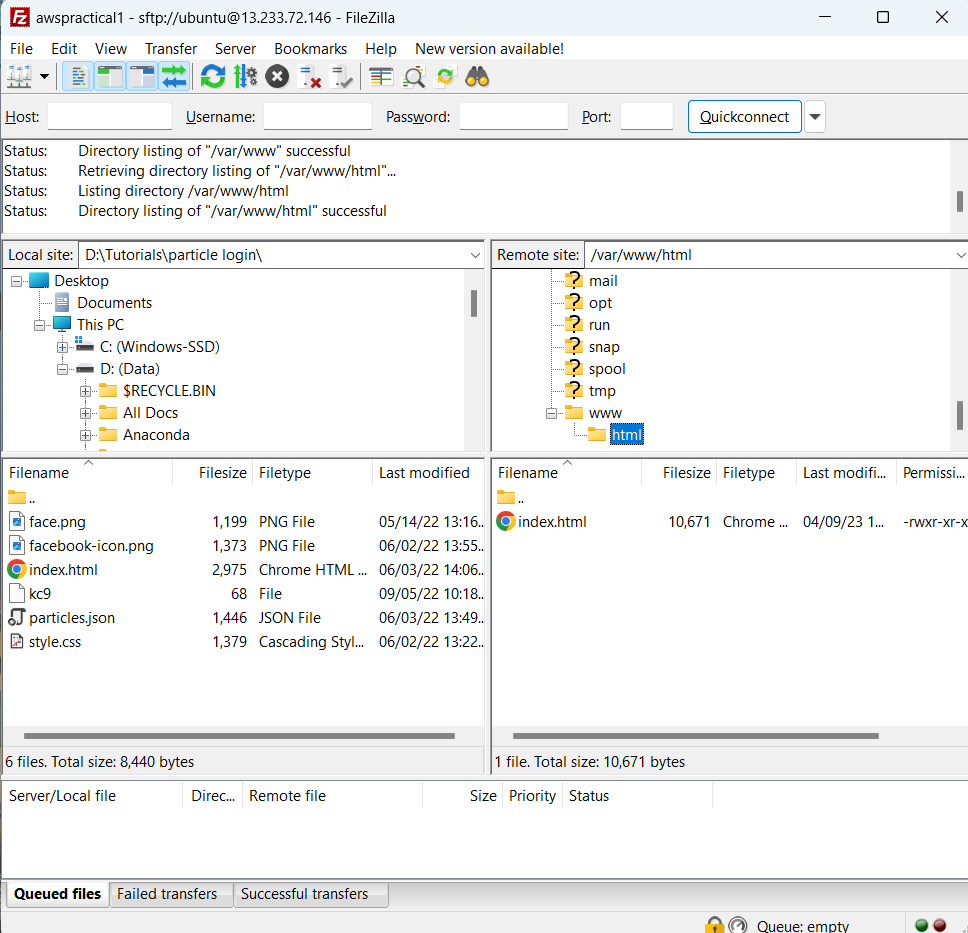 awspractical1 - sftp://ubuntu@13.233.72.146 - FileZilla
File Edit View Transfer Server Bookmarks Help New version available!
Host: Username: Password: Port: Quickconnect
Status: Directory listing of "/var/www" successful
Status: Retrieving directory listing of "/var/www/html"...
Status: Listing directory /var/www/html
Status: Directory listing of "/var/www/html" successful
Local site: D:\Tutorials\particle login\
Desktop
Documents
This PC
C: (Windows-SSD)
D: (Data)
$RECYCLE.BIN
All Docs
Anaconda
Remote site: /var/www/html
mail
opt
run
snap
spool
tmp
www
html
Filename Filesize Filetype Last modified
..
face.png 1,199 PNG File 05/14/22 13:16..
facebook-icon.png 1,373 PNG File 06/02/22 13:55..
index.html 2,975 Chrome HTML ... 06/03/22 14:06..
kc9 68 File 09/05/22 10:18..
particles.json 1,446 JSON File 06/03/22 13:49..
style.css 1,379 Cascading Styl... 06/02/22 13:22..
6 files. Total size: 8,440 bytes
Filename Filesize Filetype Last modifi... Permissi...
..
index.html 10,671 Chrome ... 04/09/23 1... -rwxr-xr-x
1 file. Total size: 10,671 bytes
Server/Local file Direc... Remote file Size Priority Status
Queued files Failed transfers Successful transfers
Queue: empty